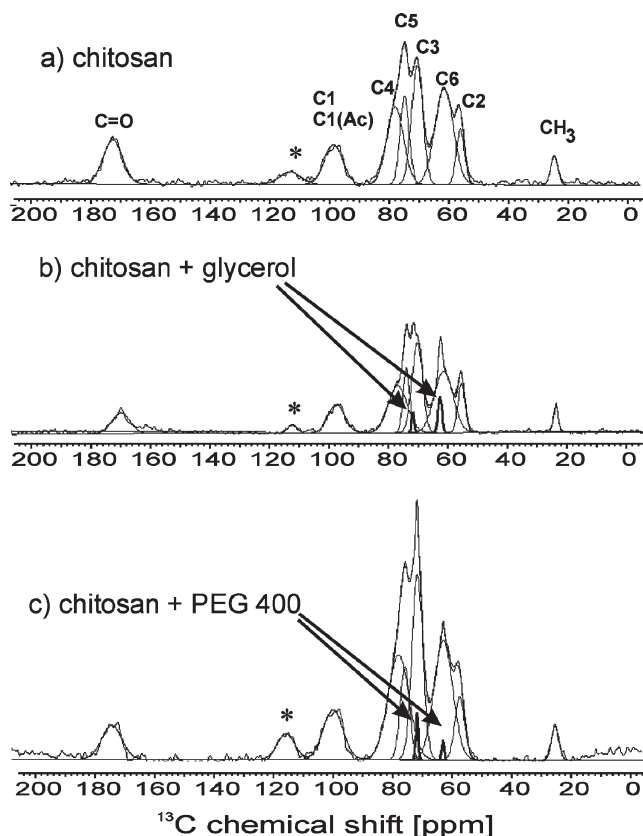 a) chitosan
C=O
*
C1
C1(Ac)
C4
C5
C3
C6
C2
CH3
200 180 160 140 120 100 80 60 40 20 0
b) chitosan + glycerol
*
200 180 160 140 120 100 80 60 40 20 0
c) chitosan + PEG 400
*
200 180 160 140 120 100 80 60 40 20 0
13C chemical shift [ppm]